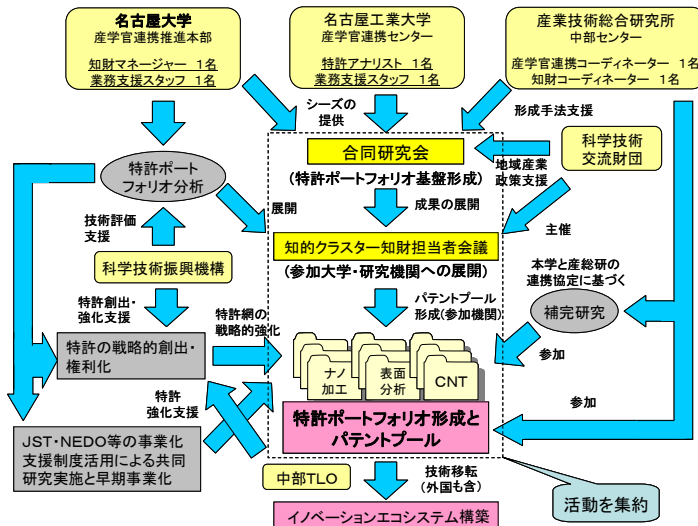 名古屋大学
産学官連携推進本部
知財マネージャー 1名
業務支援スタッフ 1名
名古屋工業大学
産学官連携センター
特許アナリスト 1名
業務支援スタッフ 1名
産業技術総合研究所
中部センター
産学官連携コーディネーター 1名
知財コーディネーター 1名
シーズの
提供
形成手法支援
合同研究会
(特許ポートフォリオ基盤形成)
地域産業
政策支援
科学技術
交流財団
特許ポート
フォリオ分析
技術評価
支援
展開
成果の展開
主催
知的クラスター知財担当者会議
(参加大学・研究機関への展開)
科学技術振興機構
本学と産総研の
連携協定に基づく
特許創出・
強化支援
特許網の
戦略的強化
パテントプール
形成(参加機関)
補完研究
特許の戦略的創出・
権利化
ナノ
加工
表面
分析
CNT
参加
参加
特許
強化支援
特許ポートフォリオ形成と
パテントプール
JST・NEDO等の事業化
支援制度活用による共同
研究実施と早期事業化
中部TLO
技術移転
(外国も含)
活動を集約
イノベーションエコシステム構築